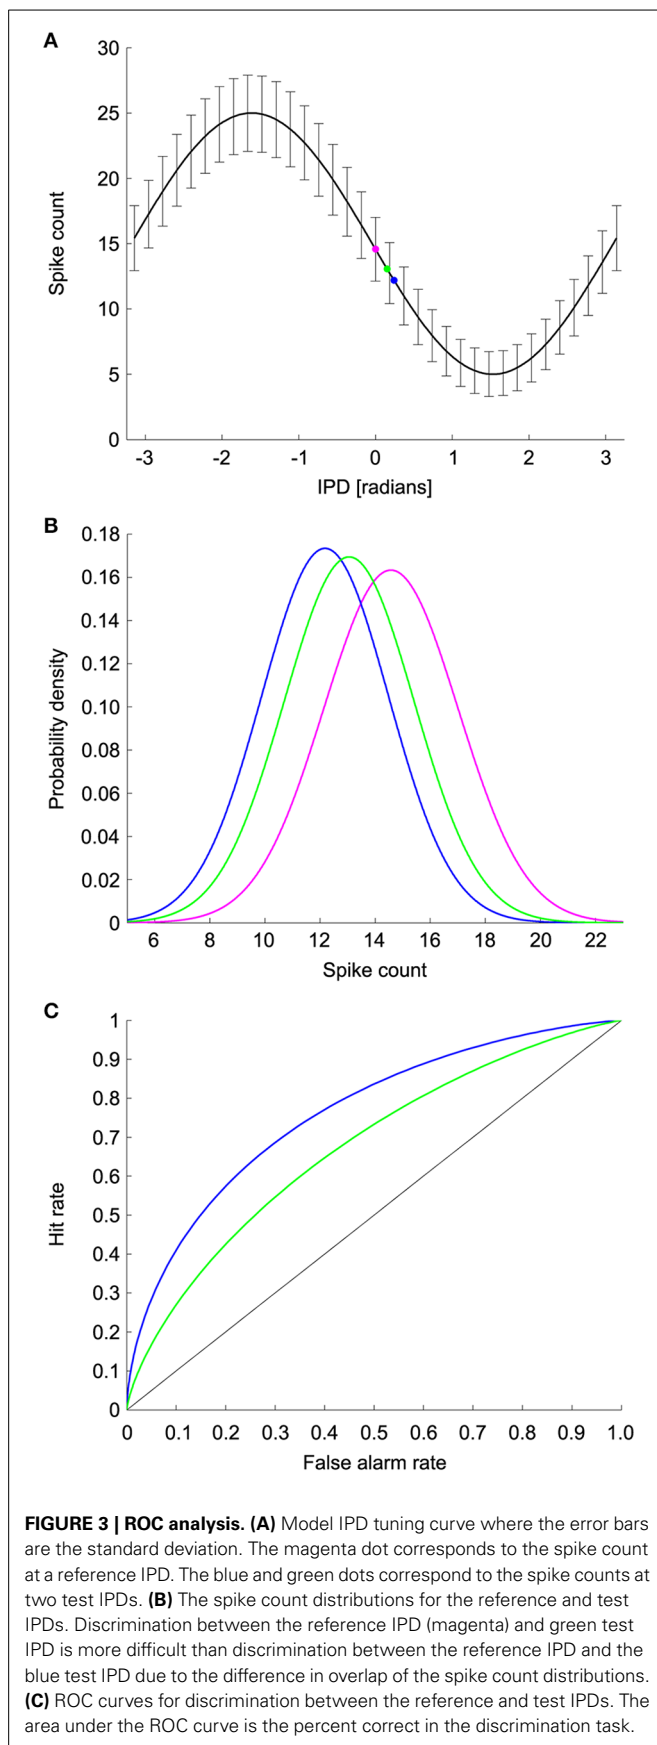 A
30
25
20
15
10
5
0
Spike count
-3 -2 -1 0 1 2 3
IPD [radians]
B
0.18
0.16
0.14
0.12
0.10
0.08
0.06
0.04
0.02
0
Probability density
6 8 10 12 14 16 18 20 22
Spike count
C
1
0.9
0.8
0.7
0.6
0.5
0.4
0.3
0.2
0.1
0
Hit rate
0 0.1 0.2 0.3 0.4 0.5 0.6 0.7 0.8 0.9 1.0
False alarm rate
FIGURE 3 | ROC analysis. (A) Model IPD tuning curve where the error bars
are the standard deviation. The magenta dot corresponds to the spike count
at a reference IPD. The blue and green dots correspond to the spike counts at
two test IPDs. (B) The spike count distributions for the reference and test
IPDs. Discrimination between the reference IPD (magenta) and green test
IPD is more difficult than discrimination between the reference IPD and the
blue test IPD due to the difference in overlap of the spike count distributions.
(C) ROC curves for discrimination between the reference and test IPDs. The
area under the ROC curve is the percent correct in the discrimination task.